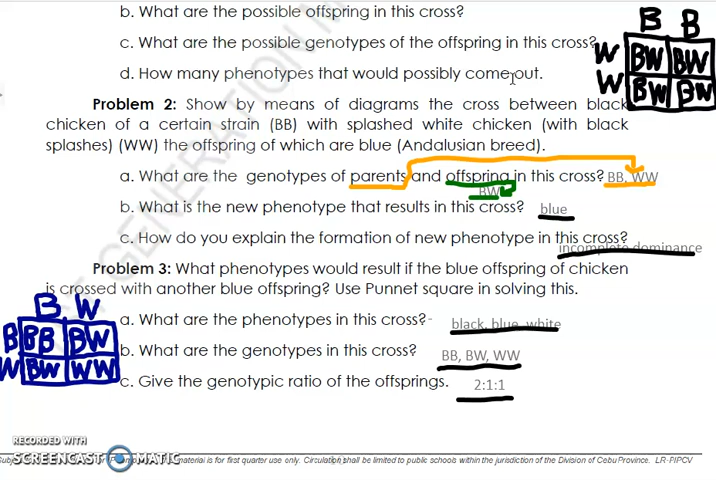 b. What are the possible offspring in this cross?
c. What are the possible genotypes of the offspring in this cross?
d. How many phenotypes that would possibly come out.
B B
W BW BW
W BW BW
Problem 2: Show by means of diagrams the cross between black
chicken of a certain strain (BB) with splashed white chicken (with black
splashes) (WW) the offspring of which are blue (Andalusian breed).
a. What are the genotypes of parents and offspring in this cross? BB, WW
BW
b. What is the new phenotype that results in this cross? blue
c. How do you explain the formation of new phenotype in this cross?
incomplete dominance
Problem 3: What phenotypes would result if the blue offspring of chicken
is crossed with another blue offspring? Use Punnet square in solving this.
B W
B BB BW
W BW WW
a. What are the phenotypes in this cross?- black, blue, white
b. What are the genotypes in this cross? BB, BW, WW
c. Give the genotypic ratio of the offsprings. 2:1:1
RECORDED WITH
SCREENCAST MATIC
material is for first quarter use only. Circulation shall be limited to public schools within the jurisdiction of the Division of Cebu Province. LR-PIPCV